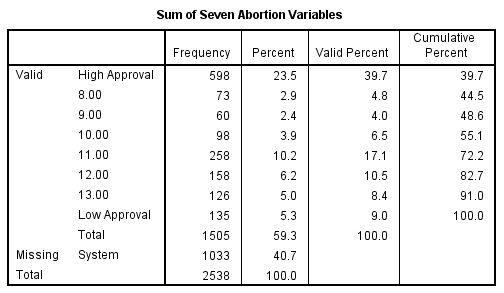 Sum of Seven Abortion Variables
Frequency Percent Valid Percent Cumulative Percent
Valid High Approval 598 23.5 39.7 39.7
8.00 73 2.9 4.8 44.5
9.00 60 2.4 4.0 48.6
10.00 98 3.9 6.5 55.1
11.00 258 10.2 17.1 72.2
12.00 158 6.2 10.5 82.7
13.00 126 5.0 8.4 91.0
Low Approval 135 5.3 9.0 100.0
Total 1505 59.3 100.0
Missing System 1033 40.7
Total 2538 100.0